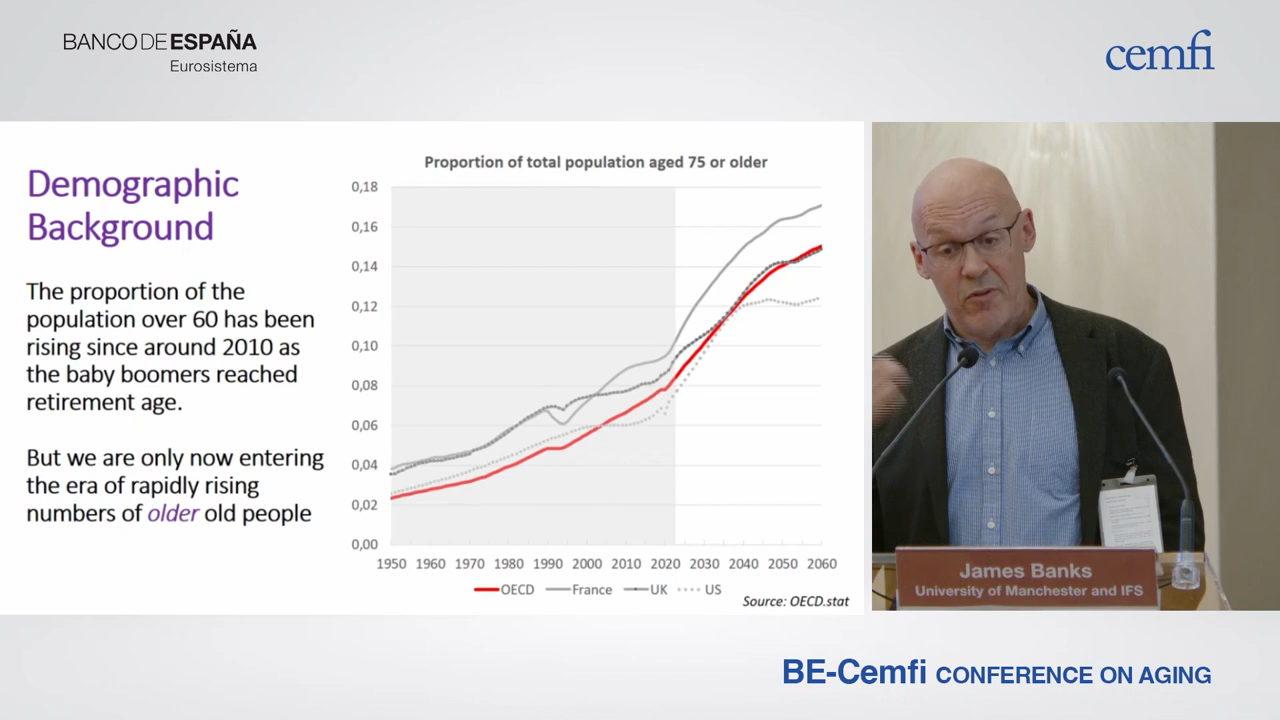 BANCO DE ESPAÑA
Eurosistema
cemfi
Demographic
Background
The proportion of the
population over 60 has been
rising since around 2010 as
the baby boomers reached
retirement age.
But we are only now entering
the era of rapidly rising
numbers of older old people
Proportion of total population aged 75 or older
0,18
0,16
0,14
0,12
0,10
0,08
0,06
0,04
0,02
0,00
1950 1960 1970 1980 1990 2000 2010 2020 2030 2040 2050 2060
OECD France UK US
Source: OECD.stat
James Banks
University of Manchester and IFS
BE-Cemfi CONFERENCE ON AGING